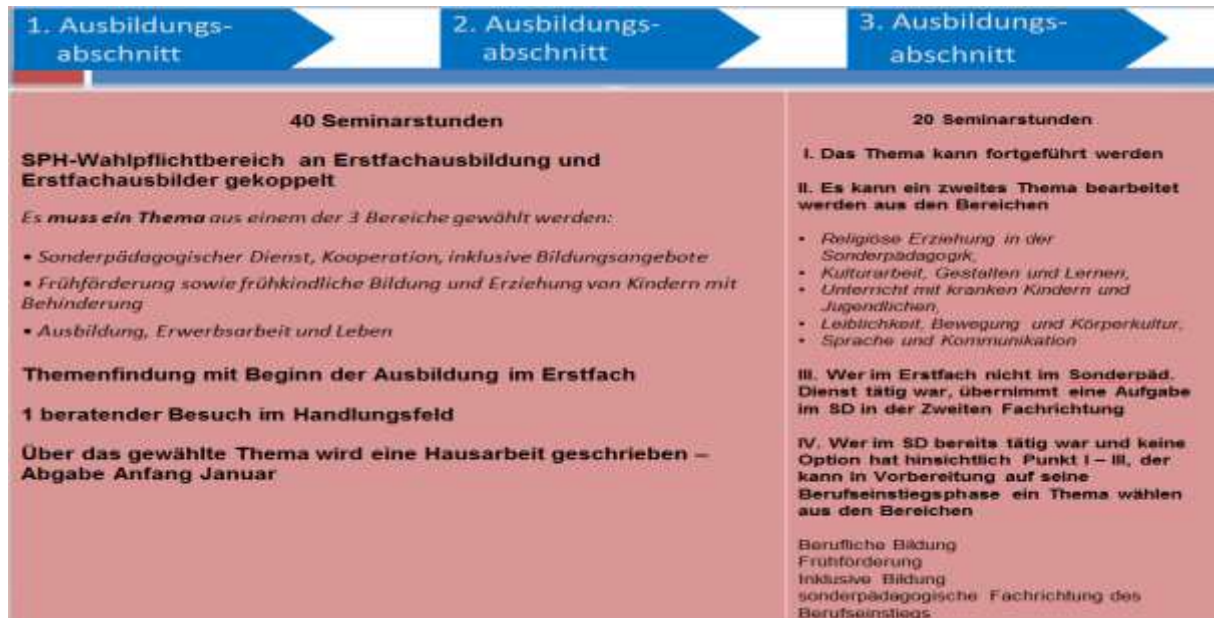 1. Ausbildungs-
abschnitt
2. Ausbildungs-
abschnitt
3. Ausbildungs-
abschnitt
40 Seminarstunden
SPH-Wahlpflichtbereich an Erstfachausbildung und
Erstfachausbilder gekoppelt
Es muss ein Thema aus einem der 3 Bereiche gewählt werden:
• Sonderpädagogischer Dienst, Kooperation, inklusive Bildungsangebote
• Frühförderung sowie frühkindliche Bildung und Erziehung von Kindern mit
Behinderung
• Ausbildung, Erwerbsarbeit und Leben
Themenfindung mit Beginn der Ausbildung im Erstfach
1 beratender Besuch im Handlungsfeld
Über das gewählte Thema wird eine Hausarbeit geschrieben –
Abgabe Anfang Januar
20 Seminarstunden
I. Das Thema kann fortgeführt werden
II. Es kann ein zweites Thema bearbeitet
werden aus den Bereichen
• Religiöse Erziehung in der
Sonderpädagogik,
• Kulturarbeit, Gestalten und Lernen,
• Unterricht mit kranken Kindern und
Jugendlichen,
• Leiblichkeit, Bewegung und Körperkultur,
• Sprache und Kommunikation
III. Wer im Erstfach nicht im Sonderpäd.
Dienst tätig war, übernimmt eine Aufgabe
im SD in der Zweiten Fachrichtung
IV. Wer im SD bereits tätig war und keine
Option hat hinsichtlich Punkt I – III, der
kann in Vorbereitung auf seine
Berufseinstiegsphase ein Thema wählen
aus den Bereichen
Berufliche Bildung
Frühförderung
Inklusive Bildung
sonderpädagogische Fachrichtung des
Berufseinstiegs